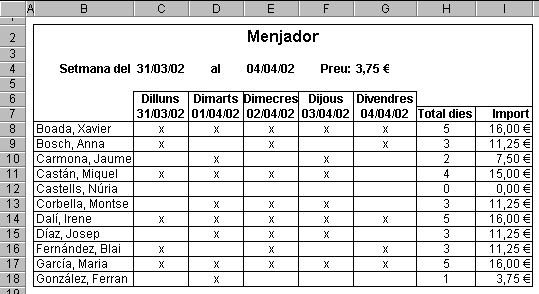 A B C D E F G H I
2 Menjador
3
4 Setmana del 31/03/02 al 04/04/02 Preu: 3,75 €
5
6 Dilluns Dimarts Dimecres Dijous Divendres
7 31/03/02 01/04/02 02/04/02 03/04/02 04/04/02 Total dies Import
8 Boada, Xavier x x x x x 5 16,00 €
9 Bosch, Anna x x x 3 11,25 €
10 Carmona, Jaume x x 2 7,50 €
11 Castán, Miquel x x x x 4 15,00 €
12 Castells, Núria 0 0,00 €
13 Corbella, Montse x x x 3 11,25 €
14 Dalí, Irene x x x x x 5 16,00 €
15 Díaz, Josep x x x 3 11,25 €
16 Fernández, Blai x x x 3 11,25 €
17 García, Maria x x x x x 5 16,00 €
18 González, Ferran x 1 3,75 €